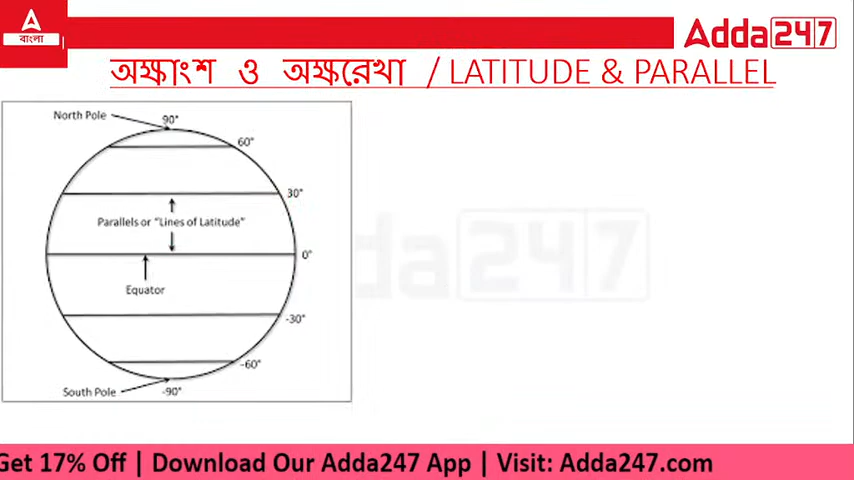 বাংলা
Adda247
অক্ষাংশ ও অক্ষরেখা / LATITUDE & PARALLEL
North Pole
90°
60°
30°
Parallels or "Lines of Latitude"
0°
Equator
-30°
-60°
South Pole
-90°
da247
Get 17% Off | Download Our Adda247 App | Visit: Adda247.com